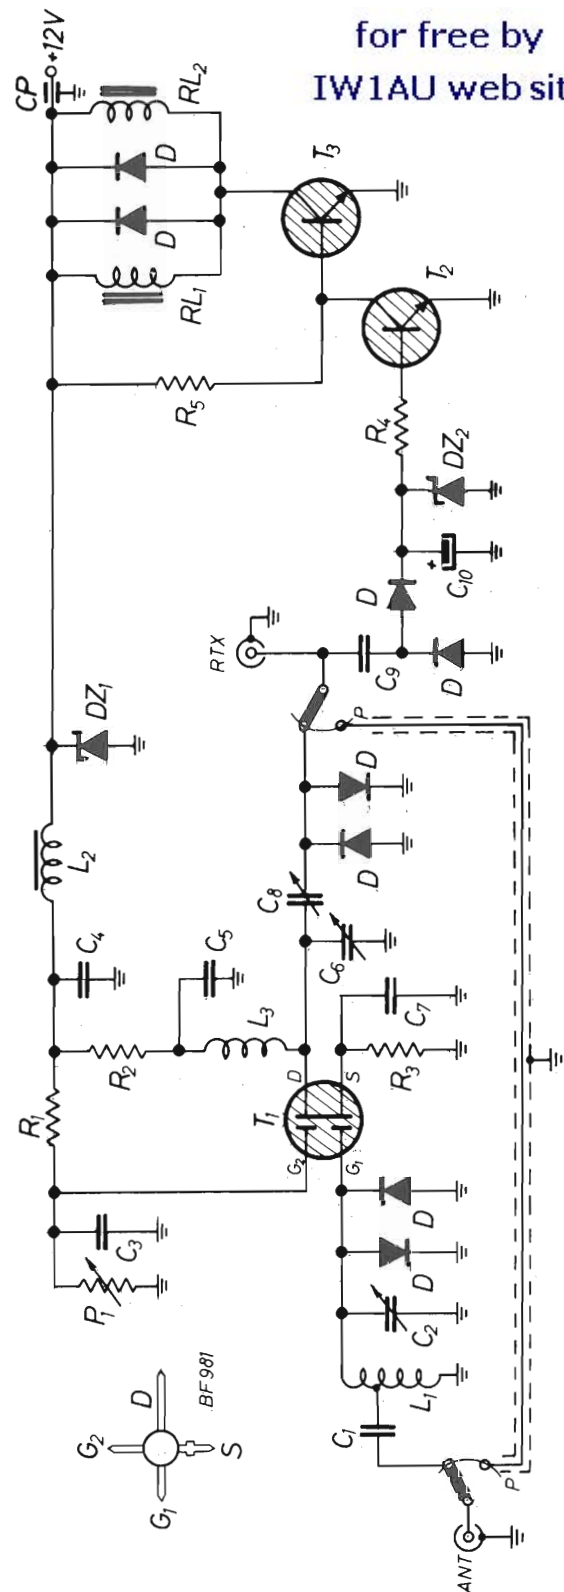 for free by
IW1AU web sit
CP
+12V
RL2
D
D
RL1
T3
R5
T2
R4
DZ2
C10
+
D
D
C9
RTX
P
DZ1
L2
D
D
C8
C6
C4
C5
L3
R2
R1
C7
R3
T1
D
S
G2
G1
C3
P1
D
D
C2
L1
C1
P
ANT
BF981
D
G2
G1
S